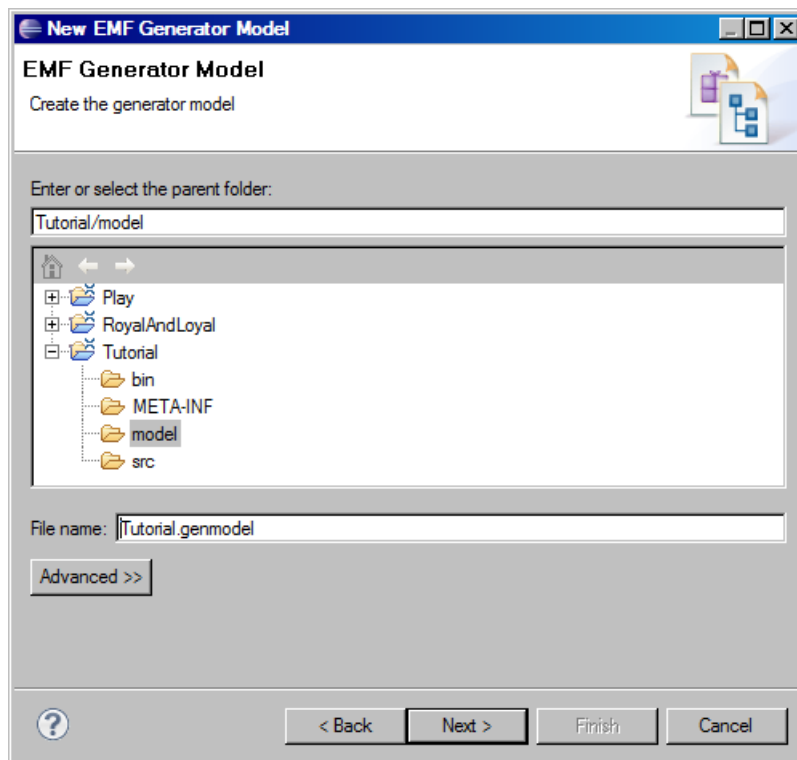 New EMF Generator Model
EMF Generator Model
Create the generator model
Enter or select the parent folder:
Tutorial/model
Play
RoyalAndLoyal
Tutorial
bin
META-INF
model
src
File name: Tutorial.genmodel
Advanced >>
? < Back Next > Finish Cancel